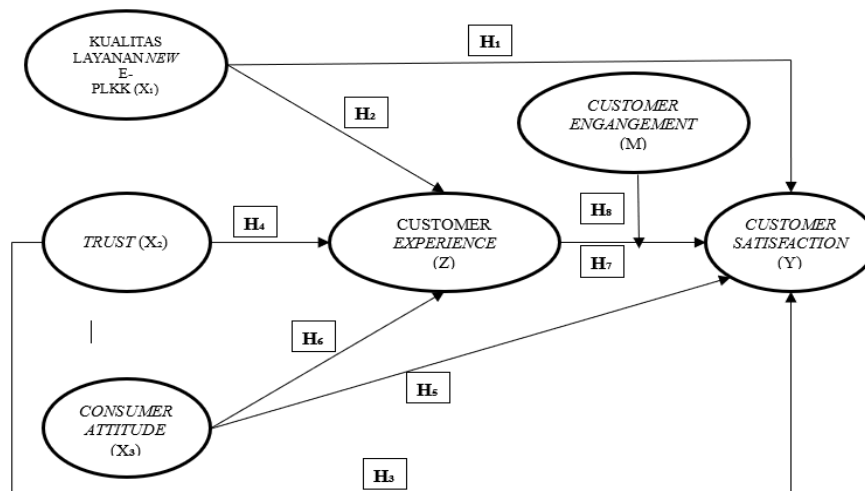 KUALITAS
LAYANAN NEW
E-
PLKK (X₁)
H₁
H₂
CUSTOMER
ENGANGEMENT
(M)
TRUST (X₂)
H₄
CUSTOMER
EXPERIENCE
(Z)
H₈
H₇
CUSTOMER
SATISFACTION
(Y)
H₆
H₅
CONSUMER
ATTITUDE
(X₃)
H₃